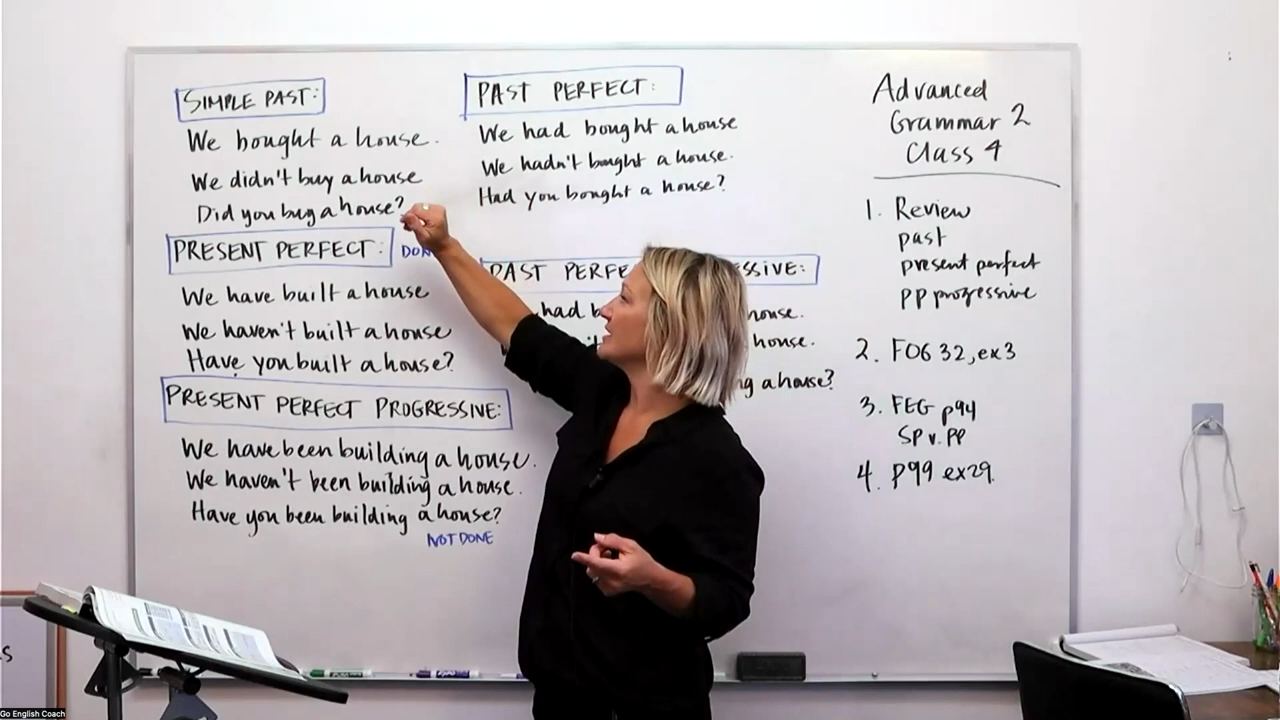 SIMPLE PAST:
We bought a house.
We didn't buy a house
Did you buy a house?
PRESENT PERFECT:
We have built a house
We haven't built a house
Have you built a house?
PRESENT PERFECT PROGRESSIVE:
We have been building a house.
We haven't been building a house.
Have you been building a house?
NOT DONE
PAST PERFECT:
We had bought a house
We hadn't bought a house.
Had you bought a house?
PAST
had
house.
house.
a house?
Advanced
Grammar 2
Class 4
1. Review
past
present perfect
PP progressive
2. FOG 32, ex3
3. FEG p94
SP v. PP
4. p99 ex29.
Go English Coach